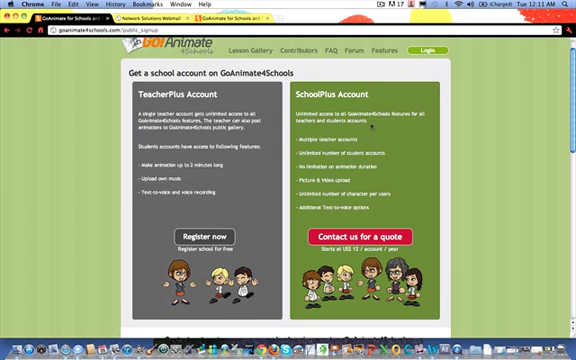 Chrome File Edit View History Bookmarks Window Help
17
(Charged)
Tue 12:11 AM
GoAnimate for Schools and
Network Solutions Webmail
GoAnimate for Schools and
goanimate4schools.com/public_signup
Go!Animate
4Schools
Lesson Gallery Contributors FAQ Forum Features Login
Get a school account on GoAnimate4Schools
TeacherPlus Account
A single teacher account gets unlimited access to all
GoAnimate4Schools features, The teacher can also post
animations to GoAnimate4Schools public gallery.
Students accounts have access to following features:
- Make animation up to 2 minutes long
- Upload own music
- Text-to-voice and voice recording
Register now
Register school for free
SchoolPlus Account
Unlimited access to all GoAnimate4Schools features for all
teachers and students accounts
- Multiple teacher accounts
- Unlimited number of student accounts
- No limitation on animation duration
- Picture & Video upload
- Unlimited number of character per users
- Additional Text-to-voice options
Contact us for a quote
Starts at US$ 12 / account / year